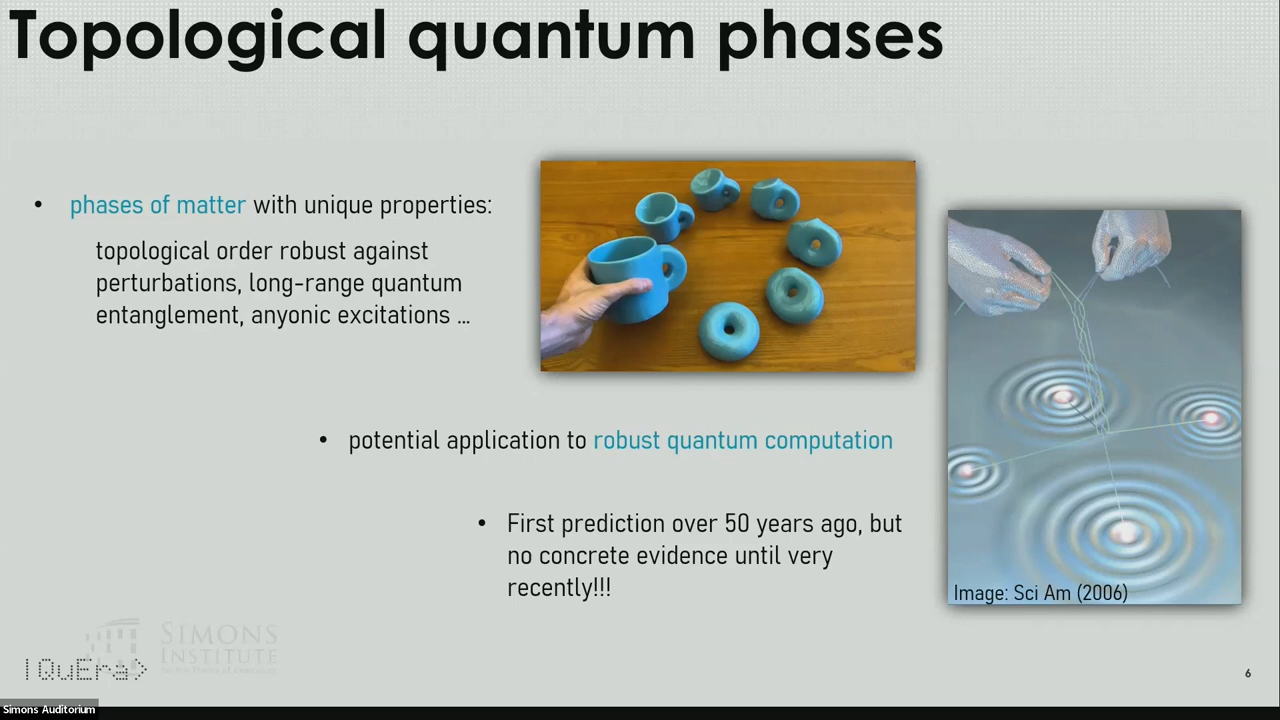 Topological quantum phases
• phases of matter with unique properties:
topological order robust against
perturbations, long-range quantum
entanglement, anyonic excitations ...
• potential application to robust quantum computation
• First prediction over 50 years ago, but
no concrete evidence until very
recently!!!
Image: Sci Am (2006)
SIMONS
INSTITUTE
|QuEra>
6
Simons Auditorium